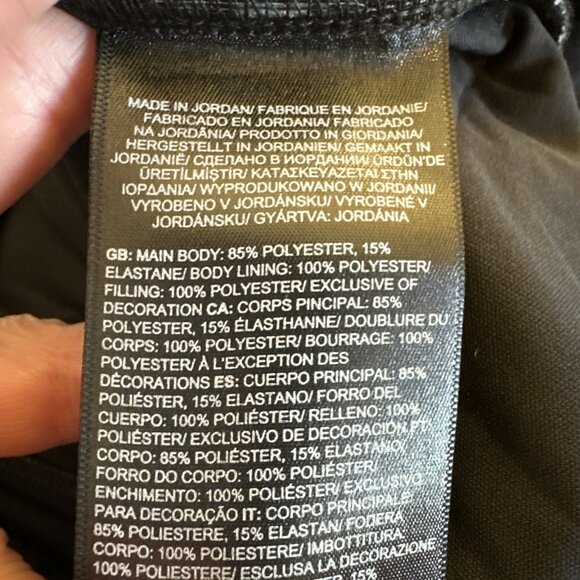 MADE IN JORDAN/ FABRIQUE EN JORDANIE/
FABRICADO EN JORDANIA/ FABRICADO
NA JORDÂNIA/ PRODOTTO IN GIORDANIA/
HERGESTELLT IN JORDANIEN/ GEMAAKT IN
JORDANIË/ СДЕЛАНО В ИОРДАНИИ/ ÜRDÜN'DE
ÜRETİLMİŞTİR/ ΚΑΤΑΣΚΕΥΑΖΕΤΑΙ ΣΤΗΝ
ΙΟΡΔΑΝΙΑ/ WYPRODUKOWANO W JORDANII/
VYROBENO V JORDÁNSKU/ VYROBENÉ V
JORDÁNSKU/ GYÁRTVA: JORDÁNIA
GB: MAIN BODY: 85% POLYESTER, 15%
ELASTANE/ BODY LINING: 100% POLYESTER/
FILLING: 100% POLYESTER/ EXCLUSIVE OF
DECORATION CA: CORPS PINCIPAL: 85%
POLYESTER, 15% ÉLASTHANNE/ DOUBLURE DU
CORPS: 100% POLYESTER/ BOURRAGE: 100%
POLYESTER/ À L'EXCEPTION DES
DÉCORATIONS ES: CUERPO PRINCIPAL: 85%
POLIÉSTER, 15% ELASTANO/ FORRO DEL
CUERPO: 100% POLIÉSTER/ RELLENO: 100%
POLIÉSTER/ EXCLUSIVO DE DECORACIÓN PT:
CORPO: 85% POLIÉSTER, 15% ELASTANO/
FORRO DO CORPO: 100% POLIÉSTER/
ENCHIMENTO: 100% POLIÉSTER/ EXCLUSIVO
PARA DECORAÇÃO IT: CORPO PRINCIPALE:
85% POLIESTERE, 15% ELASTAN/ FODERA
CORPO: 100% POLIESTERE/ IMBOTTITURA
100% POLIESTERE/ ESCLUSA LA DECORAZIONE
15%